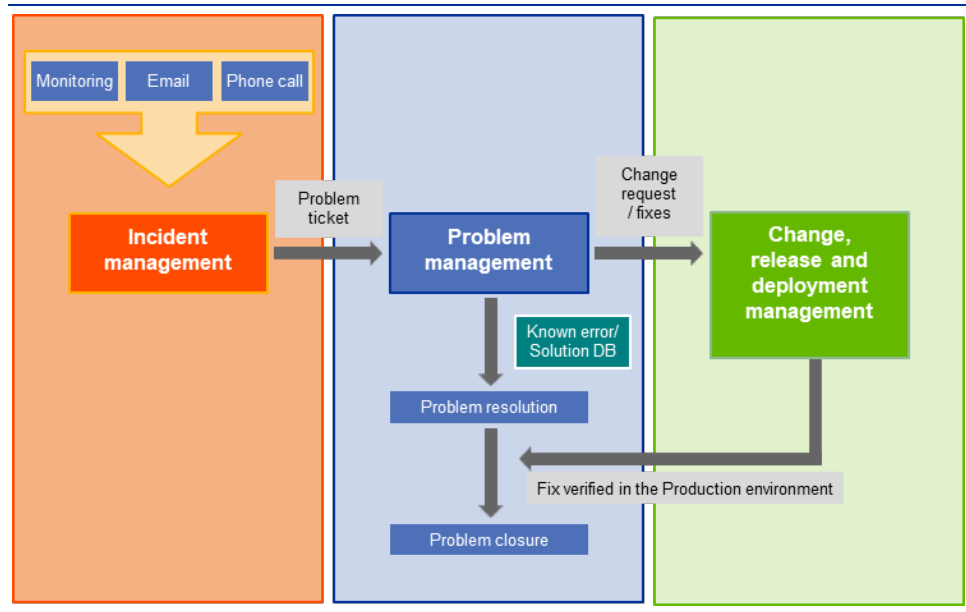 Monitoring
Email
Phone call
Incident
management
Problem
ticket
Problem
management
Change
request
/ fixes
Change,
release and
deployment
management
Known error/
Solution DB
Problem resolution
Fix verified in the Production environment
Problem closure